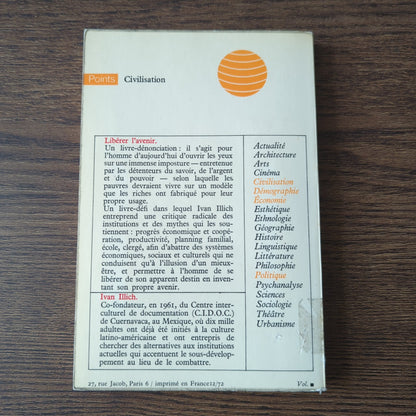 Points
Civilisation
Libérer l'avenir.
Un livre-dénonciation : il s'agit pour
l'homme d'aujourd'hui d'ouvrir les yeux
sur une immense imposture — entretenue
par les détenteurs du savoir, de l'argent
et du pouvoir — selon laquelle les
pauvres devraient vivre sur un modèle
que les riches ont fabriqué pour leur
propre usage.
Un livre-défi dans lequel Ivan Illich
entreprend une critique radicale des
institutions et des mythes qui les sou-
tiennent : progrès économique et coopé-
ration, productivité, planning familial,
école, clergé, afin d'abattre des systèmes
économiques, sociaux et culturels qui ne
conduisent qu'à l'illusion d'un mieux-
être, et permettre à l'homme de se
libérer de son apparent destin en inven-
tant son propre avenir.
Ivan Illich.
Co-fondateur, en 1961, du Centre inter-
culturel de documentation (C.I.D.O.C.)
de Cuernavaca, au Mexique, où dix mille
adultes ont déjà été initiés à la culture
latino-américaine et ont entrepris de
chercher des alternatives aux institutions
actuelles qui accentuent le sous-dévelop-
pement au lieu de le combattre.
Actualité
Architecture
Arts
Cinéma
Civilisation
Démographie
Économie
Esthétique
Ethnologie
Géographie
Histoire
Linguistique
Littérature
Philosophie
Politique
Psychanalyse
Sciences
Sociologie
Théâtre
Urbanisme
27, rue Jacob, Paris 6 / imprimé en France 12/72
Vol. ■